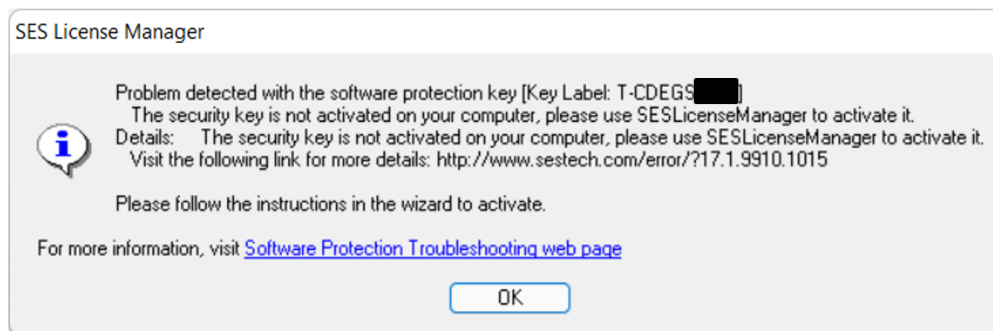 SES License Manager
Problem detected with the software protection key [Key Label: T-CDEGS ]
The security key is not activated on your computer, please use SESLicenseManager to activate it.
Details: The security key is not activated on your computer, please use SESLicenseManager to activate it.
Visit the following link for more details: http://www.sestech.com/error/?17.1.9910.1015
Please follow the instructions in the wizard to activate.
For more information, visit Software Protection Troubleshooting web page
OK